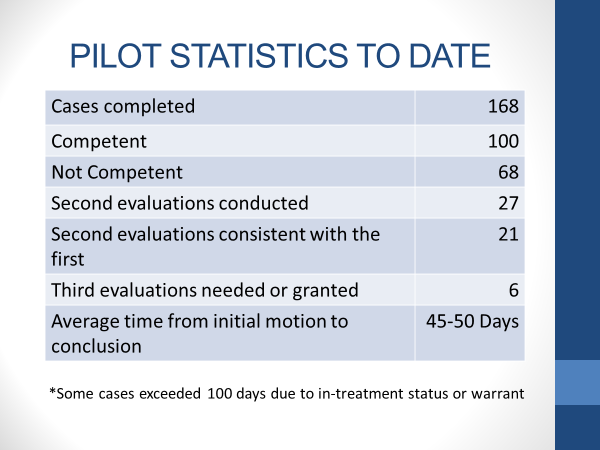 PILOT STATISTICS TO DATE
Cases completed 168
Competent 100
Not Competent 68
Second evaluations conducted 27
Second evaluations consistent with the 21
first
Third evaluations needed or granted 6
Average time from initial motion to 45-50 Days
conclusion
*Some cases exceeded 100 days due to in-treatment status or warrant